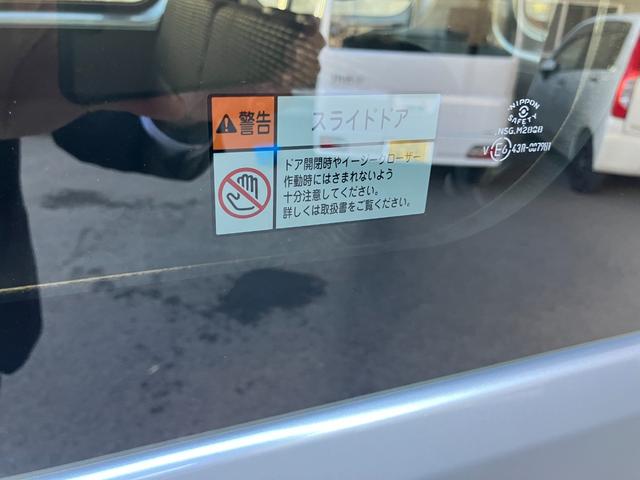 警告
スライドドア
ドア開閉時やイージークローザー
作動時にはさまれないよう
十分注意してください。
詳しくは取扱書をご覧ください。
NIPPON
SAFETY